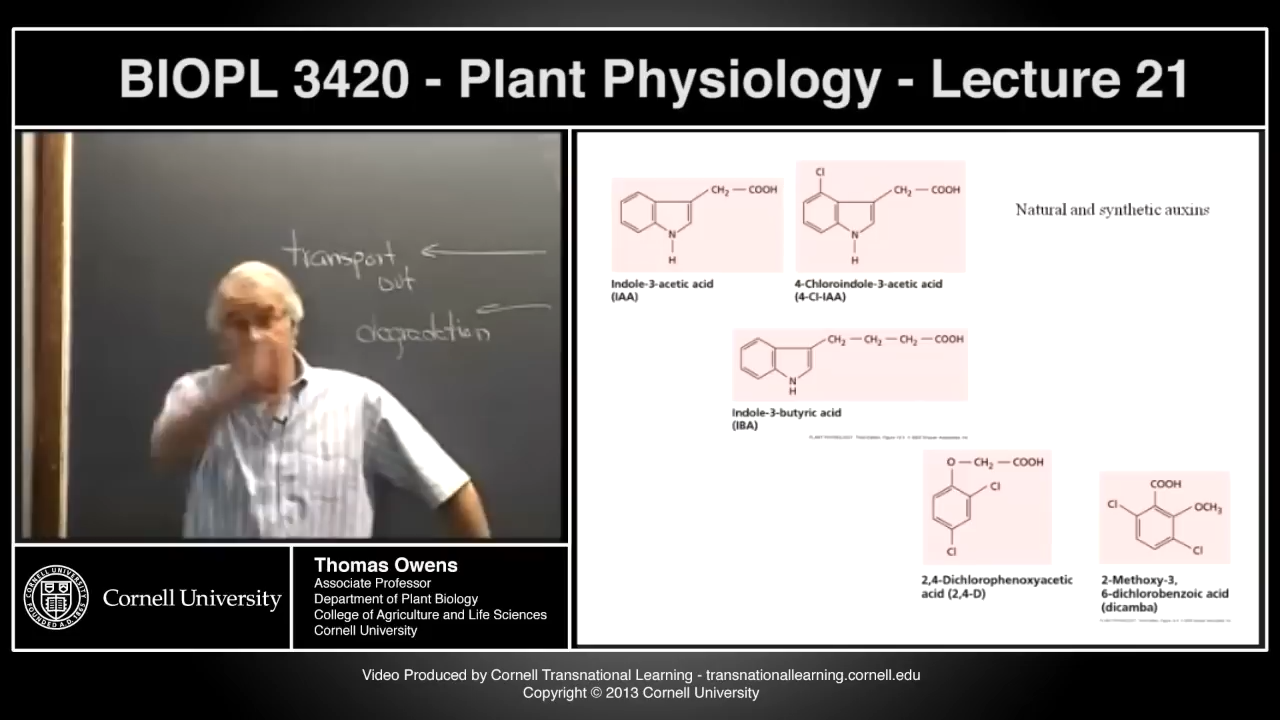 BIOPL 3420 - Plant Physiology - Lecture 21
transport
out
degradation
CH2 — COOH
N
H
Indole-3-acetic acid
(IAA)
Cl
CH2 — COOH
N
H
4-Chloroindole-3-acetic acid
(4-Cl-IAA)
Natural and synthetic auxins
CH2 — CH2 — CH2 — COOH
N
H
Indole-3-butyric acid
(IBA)
O — CH2 — COOH
Cl
Cl
2,4-Dichlorophenoxyacetic
acid (2,4-D)
COOH
Cl
OCH3
Cl
2-Methoxy-3,
6-dichlorobenzoic acid
(dicamba)
Cornell University
Thomas Owens
Associate Professor
Department of Plant Biology
College of Agriculture and Life Sciences
Cornell University
Video Produced by Cornell Transnational Learning - transnationallearning.cornell.edu
Copyright © 2013 Cornell University